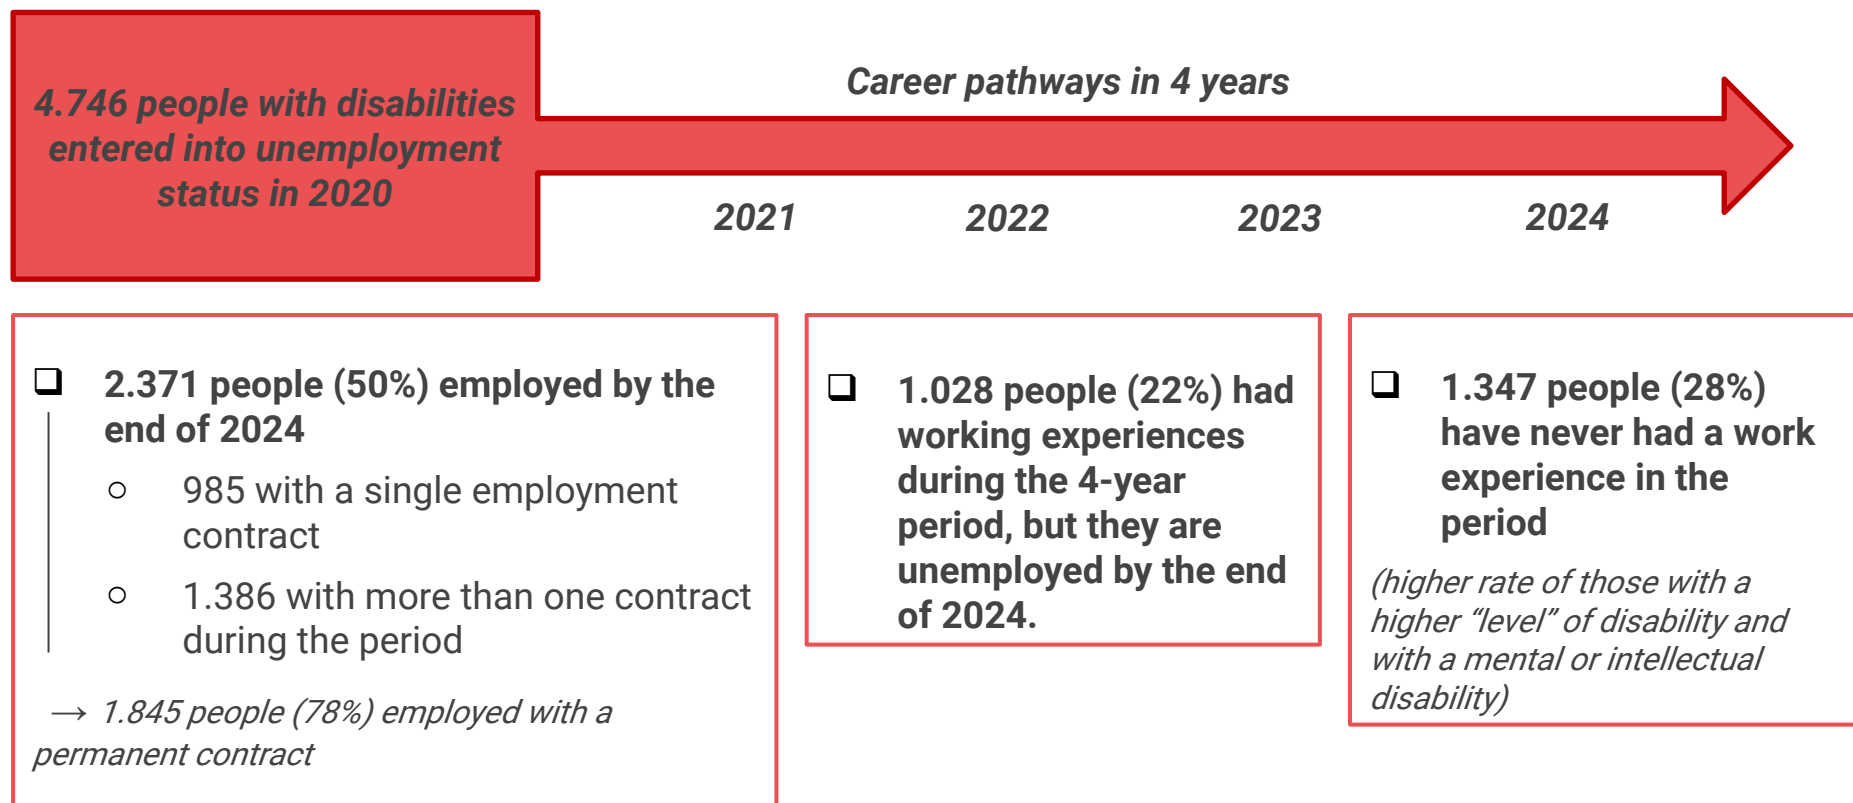 4.746 people with disabilities
entered into unemployment
status in 2020
Career pathways in 4 years
2021
2022
2023
2024
❑ 2.371 people (50%) employed by the
end of 2024
○ 985 with a single employment
contract
○ 1.386 with more than one contract
during the period
→ 1.845 people (78%) employed with a
permanent contract
❑ 1.028 people (22%) had
working experiences
during the 4-year
period, but they are
unemployed by the end
of 2024.
❑ 1.347 people (28%)
have never had a work
experience in the
period
(higher rate of those with a
higher “level” of disability and
with a mental or intellectual
disability)